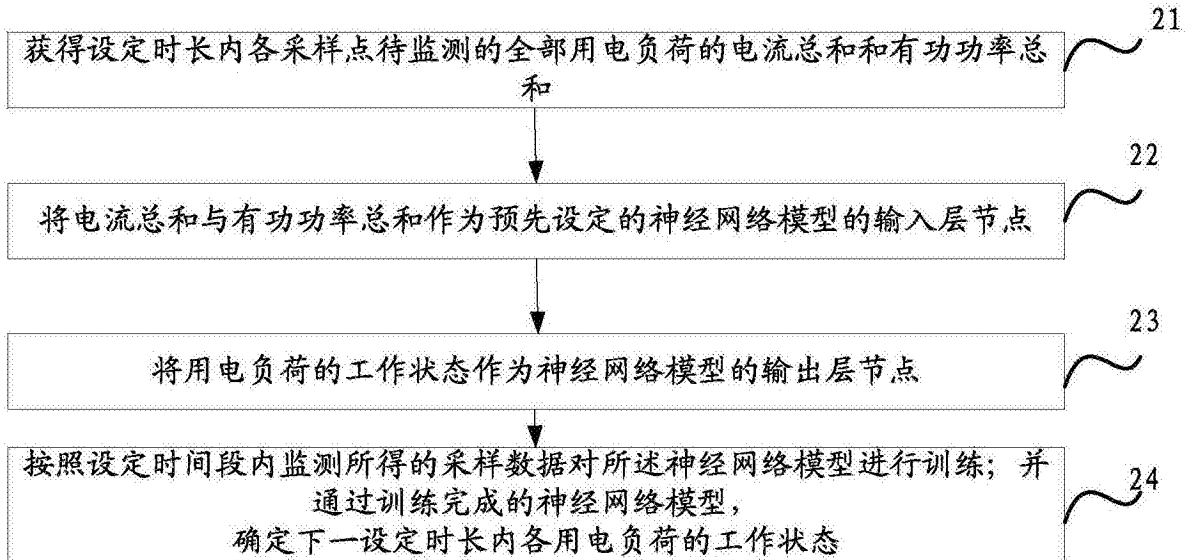 21
获得设定时长内各采样点待监测的全部用电负荷的电流总和和有功功率总
和
22
将电流总和与有功功率总和作为预先设定的神经网络模型的输入层节点
23
将用电负荷的工作状态作为神经网络模型的输出层节点
24
按照设定时间段内监测所得的采样数据对所述神经网络模型进行训练；并
通过训练完成的神经网络模型，
确定下一设定时长内各用电负荷的工作状态